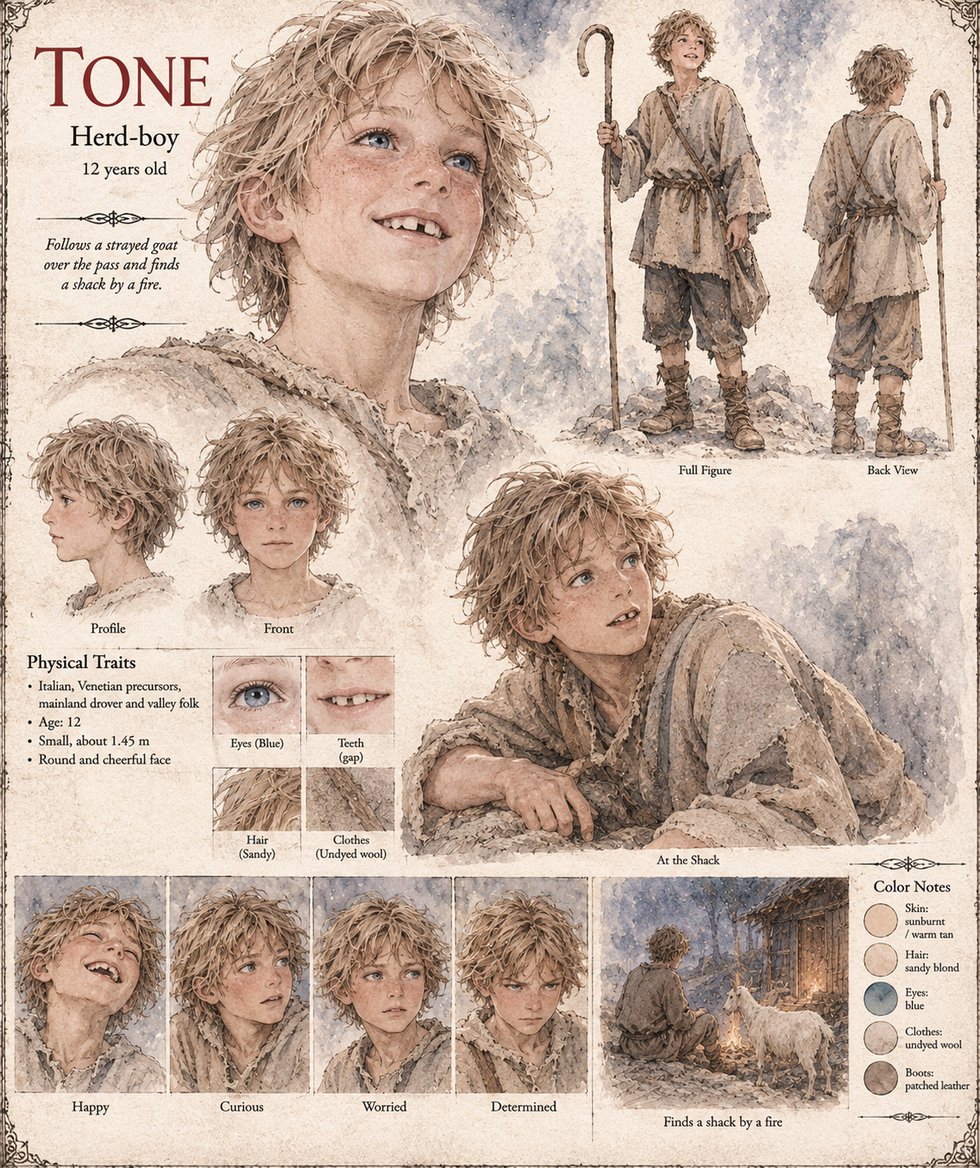 TONE
Herd-boy
12 years old
Follows a strayed goat
over the pass and finds
a shack by a fire.
Full Figure
Back View
Profile
Front
Physical Traits
• Italian, Venetian precursors,
mainland drover and valley folk
• Age: 12
• Small, about 1.45 m
• Round and cheerful face
Eyes (Blue)
Teeth
(gap)
Hair
(Sandy)
Clothes
(Undyed wool)
At the Shack
Happy
Curious
Worried
Determined
Finds a shack by a fire
Color Notes
Skin:
sunburnt
/ warm tan
Hair:
sandy blond
Eyes:
blue
Clothes:
undyed wool
Boots:
patched leather